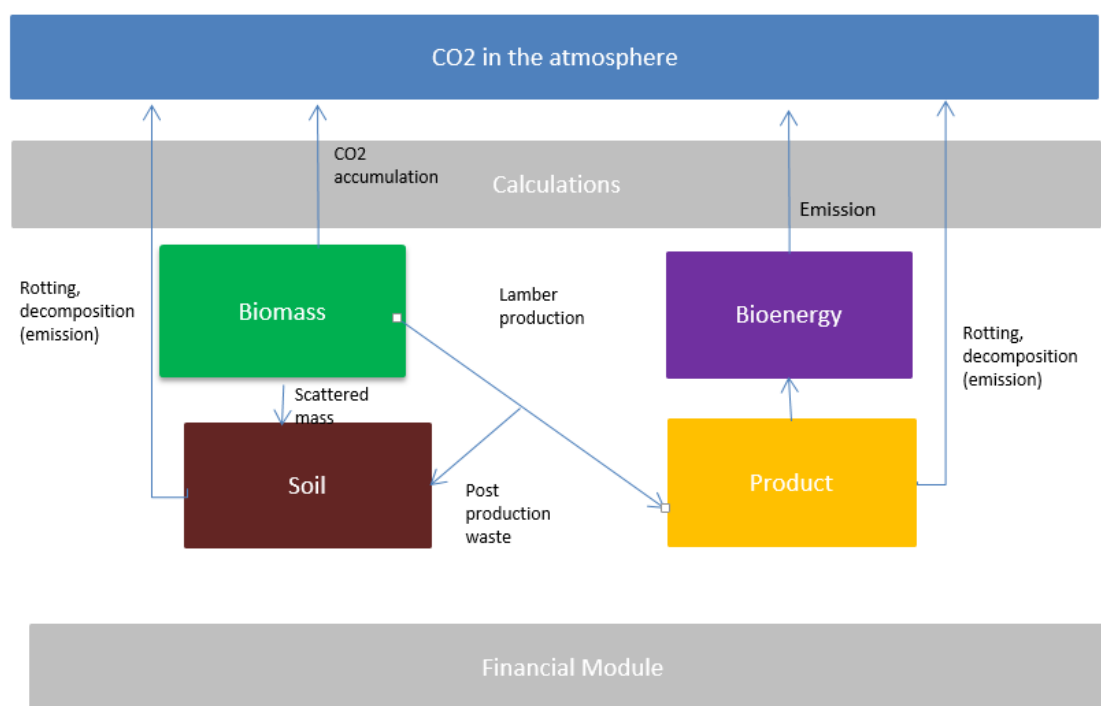 CO2 in the atmosphere
CO2
accumulation
Calculations
Emission
Rotting,
decomposition
(emission)
Biomass
Lamber
production
Bioenergy
Rotting,
decomposition
(emission)
Scattered
mass
Soil
Post
production
waste
Product
Financial Module